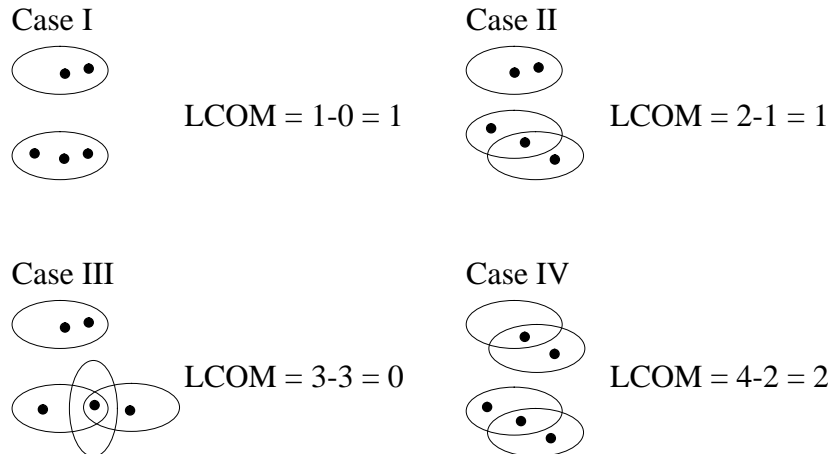 Case I
LCOM = 1-0 = 1
Case II
LCOM = 2-1 = 1
Case III
LCOM = 3-3 = 0
Case IV
LCOM = 4-2 = 2